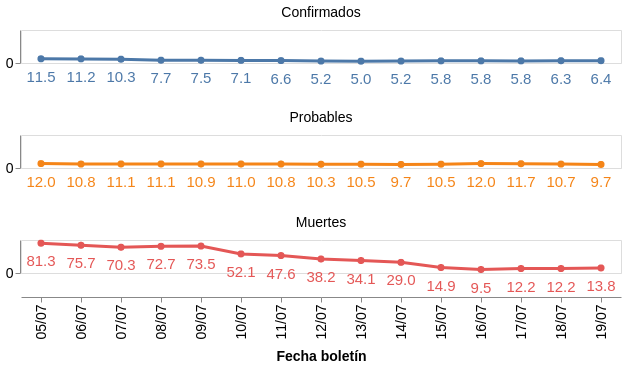 Confirmados
0
11.5 11.2 10.3 7.7 7.5 7.1 6.6 5.2 5.0 5.2 5.8 5.8 5.8 6.3 6.4
Probables
0
12.0 10.8 11.1 11.1 10.9 11.0 10.8 10.3 10.5 9.7 10.5 12.0 11.7 10.7 9.7
Muertes
0
81.3 75.7 70.3 72.7 73.5 52.1 47.6 38.2 34.1 29.0 14.9 9.5 12.2 12.2 13.8
05/07 06/07 07/07 08/07 09/07 10/07 11/07 12/07 13/07 14/07 15/07 16/07 17/07 18/07 19/07
Fecha boletín